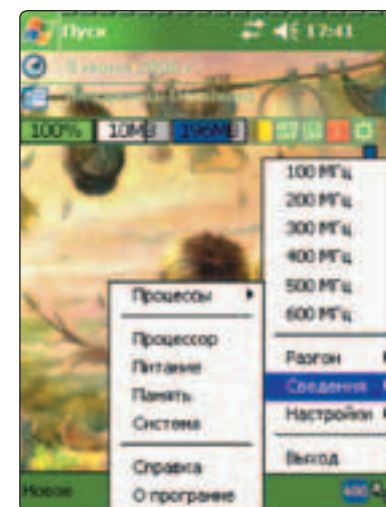 Пуск 17:41
100% 10MB 196MB
100 МГц
200 МГц
300 МГц
400 МГц
500 МГц
600 МГц
Разгон
Сведения
Настройки
Выход
Процессы
Процессор
Питание
Память
Система
Справка
О программе
Новое 400